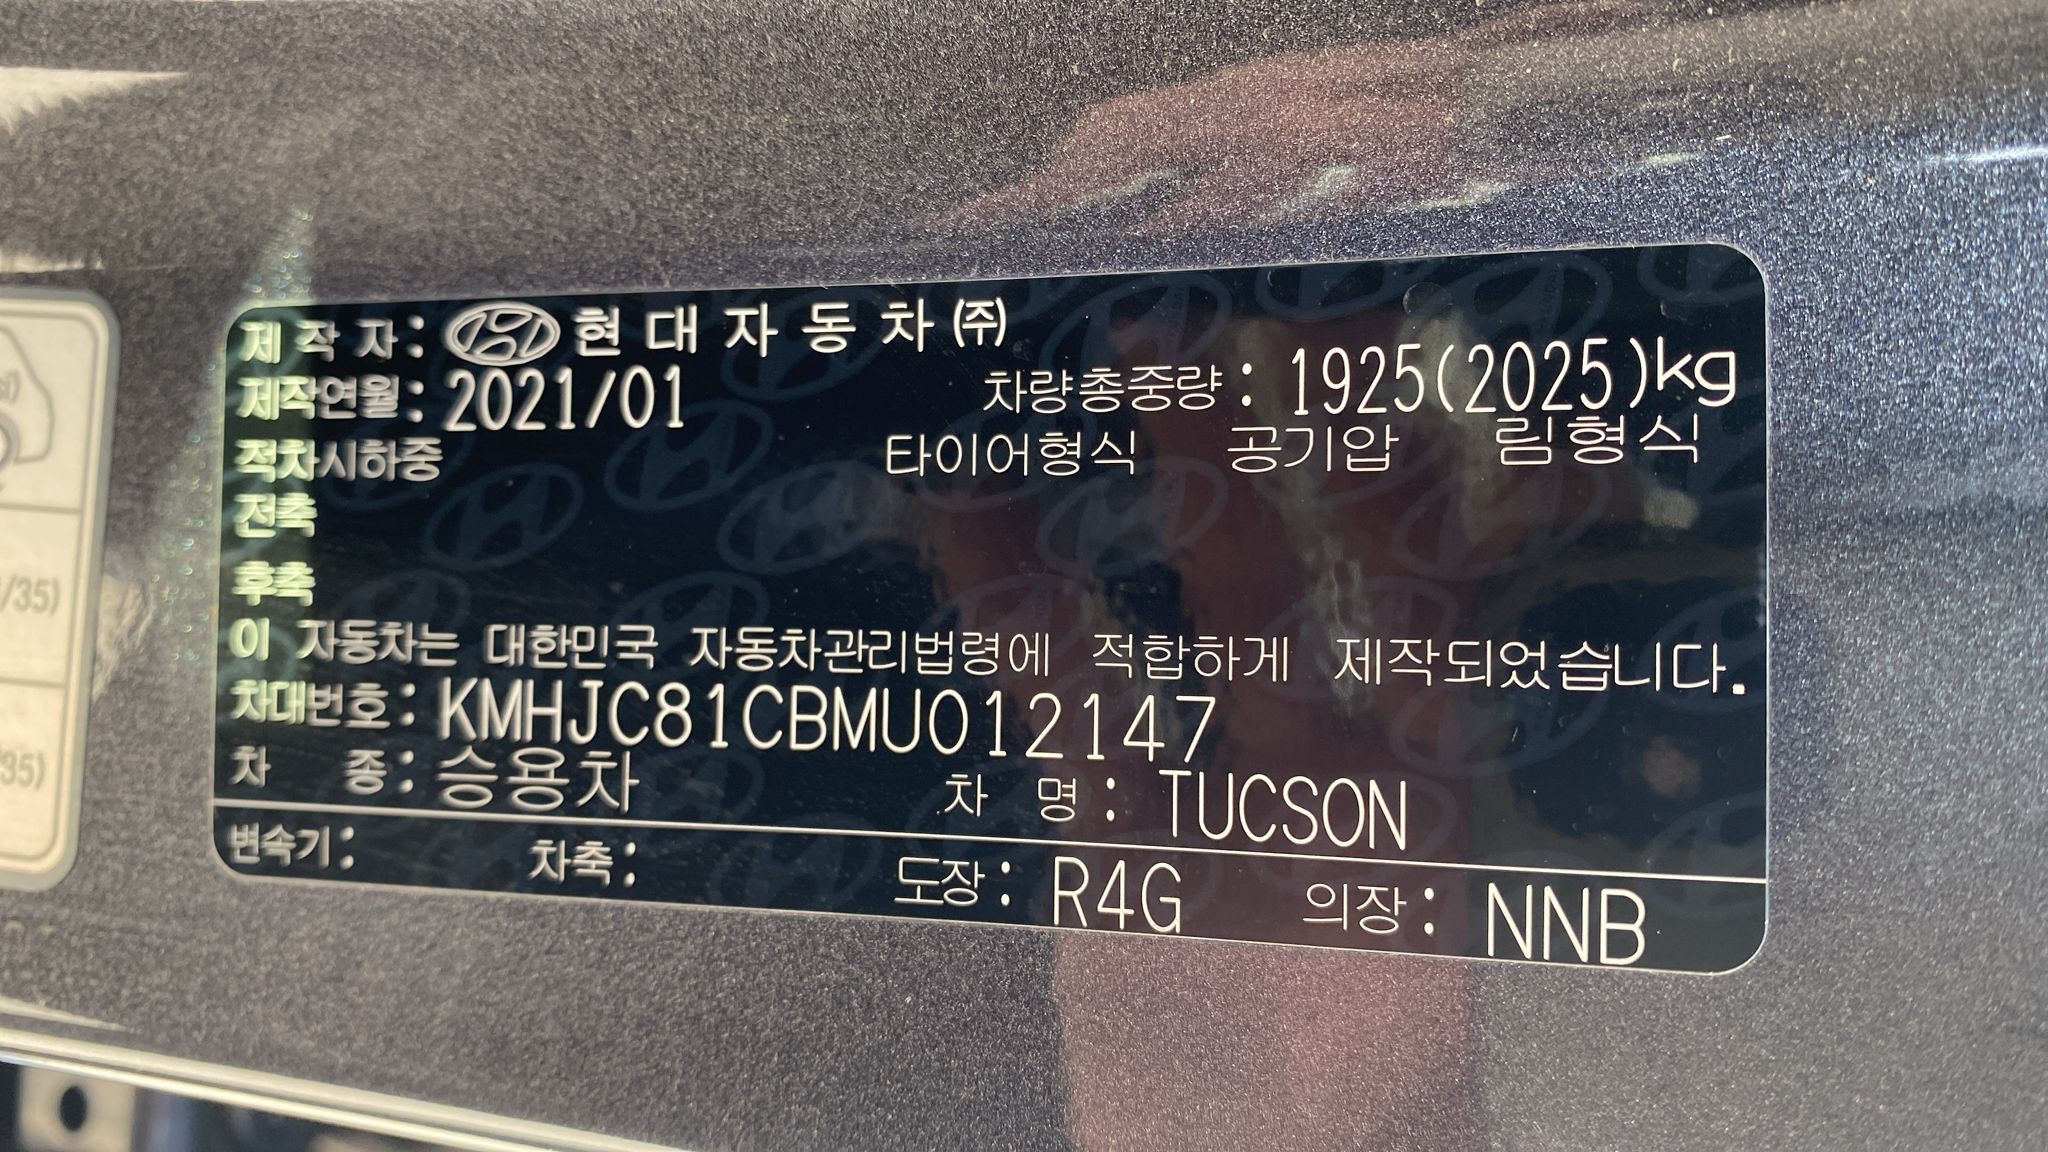 제 작 자 : 현 대 자 동 차 ㈜
제작연월 : 2021/01
차량총중량 : 1925(2025)kg
적차시하중 타이어형식 공기압 림형식
전축
후축
이 자동차는 대한민국 자동차관리법령에 적합하게 제작되었습니다.
차대번호 : KMHJC81CBMU012147
차 종 : 승용차 차 명 : TUCSON
변속기 : 차축 : 도장 : R4G 의장 : NNB
/35)
35)